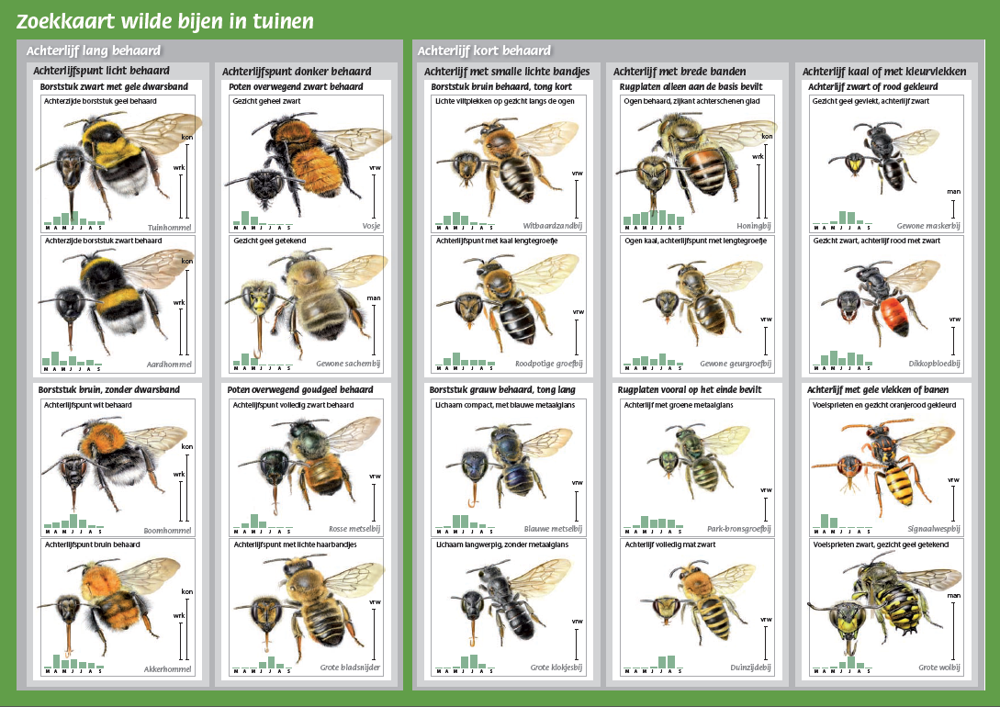 Zoekkaart wilde bijen in tuinen
Achterlijf lang behaard
Achterlijfspunt licht behaard
Borststuk zwart met gele dwarsband
Achterzijde borststuk geel behaard
kon
wrk
M A M J J A S
Tuinhommel
Achterzijde borststuk zwart behaard
kon
wrk
M A M J J A S
Aardhommel
Borststuk bruin, zonder dwarsband
Achterlijfspunt wit behaard
kon
wrk
M A M J J A S
Boomhommel
Achterlijfspunt bruin behaard
kon
wrk
M A M J J A S
Akkerhommel
Achterlijfspunt donker behaard
Poten overwegend zwart behaard
Gezicht geheel zwart
vrw
M A M J J A S
Vosje
Gezicht geel getekend
man
M A M J J A S
Gewone sachembij
Poten overwegend goudgeel behaard
Achterlijfspunt volledig zwart behaard
vrw
M A M J J A S
Rosse metselbij
Achterlijfspunt met lichte haarbandjes
vrw
M A M J J A S
Grote bladsnijder
Achterlijf kort behaard
Achterlijf met smalle lichte bandjes
Borststuk bruin behaard, tong kort
Lichte viltplekken op gezicht langs de ogen
vrw
M A M J J A S
Witbaardzandbij
Achterlijfspunt met kaal lengtegroefje
vrw
M A M J J A S
Roodpotige groefbij
Borststuk grauw behaard, tong lang
Lichaam compact, met blauwe metaalglans
vrw
M A M J J A S
Blauwe metselbij
Lichaam langwerpig, zonder metaalglans
vrw
M A M J J A S
Grote klokjesbij
Achterlijf met brede banden
Rugplaten alleen aan de basis bevilt
Ogen behaard, zijkant achterschenen glad
kon
wrk
M A M J J A S
Honingbij
Ogen kaal, achterlijfspunt met lengtegroefje
vrw
M A M J J A S
Gewone geurgroefbij
Rugplaten vooral op het einde bevilt
Achterlijf met groene metaalglans
vrw
M A M J J A S
Park-bronsgroefbij
Achterlijf volledig mat zwart
vrw
M A M J J A S
Duinzijdebij
Achterlijf kaal of met kleurvlekken
Achterlijf zwart of rood gekleurd
Gezicht geel gevlekt, achterlijf zwart
man
M A M J J A S
Gewone maskerbij
Gezicht zwart, achterlijf rood met zwart
vrw
M A M J J A S
Dikkopbloedbij
Achterlijf met gele vlekken of banen
Voelsprieten en gezicht oranjerood gekleurd
vrw
M A M J J A S
Signaalwespbij
Voelsprieten zwart, gezicht geel getekend
man
M A M J J A S
Grote wolbij